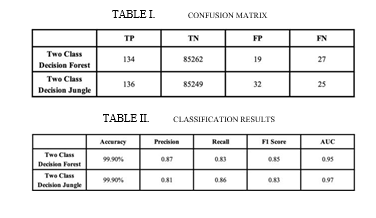 TABLE I. CONFUSION MATRIX
TP TN FP FN
Two Class Decision Forest 134 85262 19 27
Two Class Decision Jungle 136 85249 32 25
TABLE II. CLASSIFICATION RESULTS
Accuracy Precision Recall F1 Score AUC
Two Class Decision Forest 99.90% 0.87 0.83 0.85 0.95
Two Class Decision Jungle 99.90% 0.81 0.86 0.83 0.97